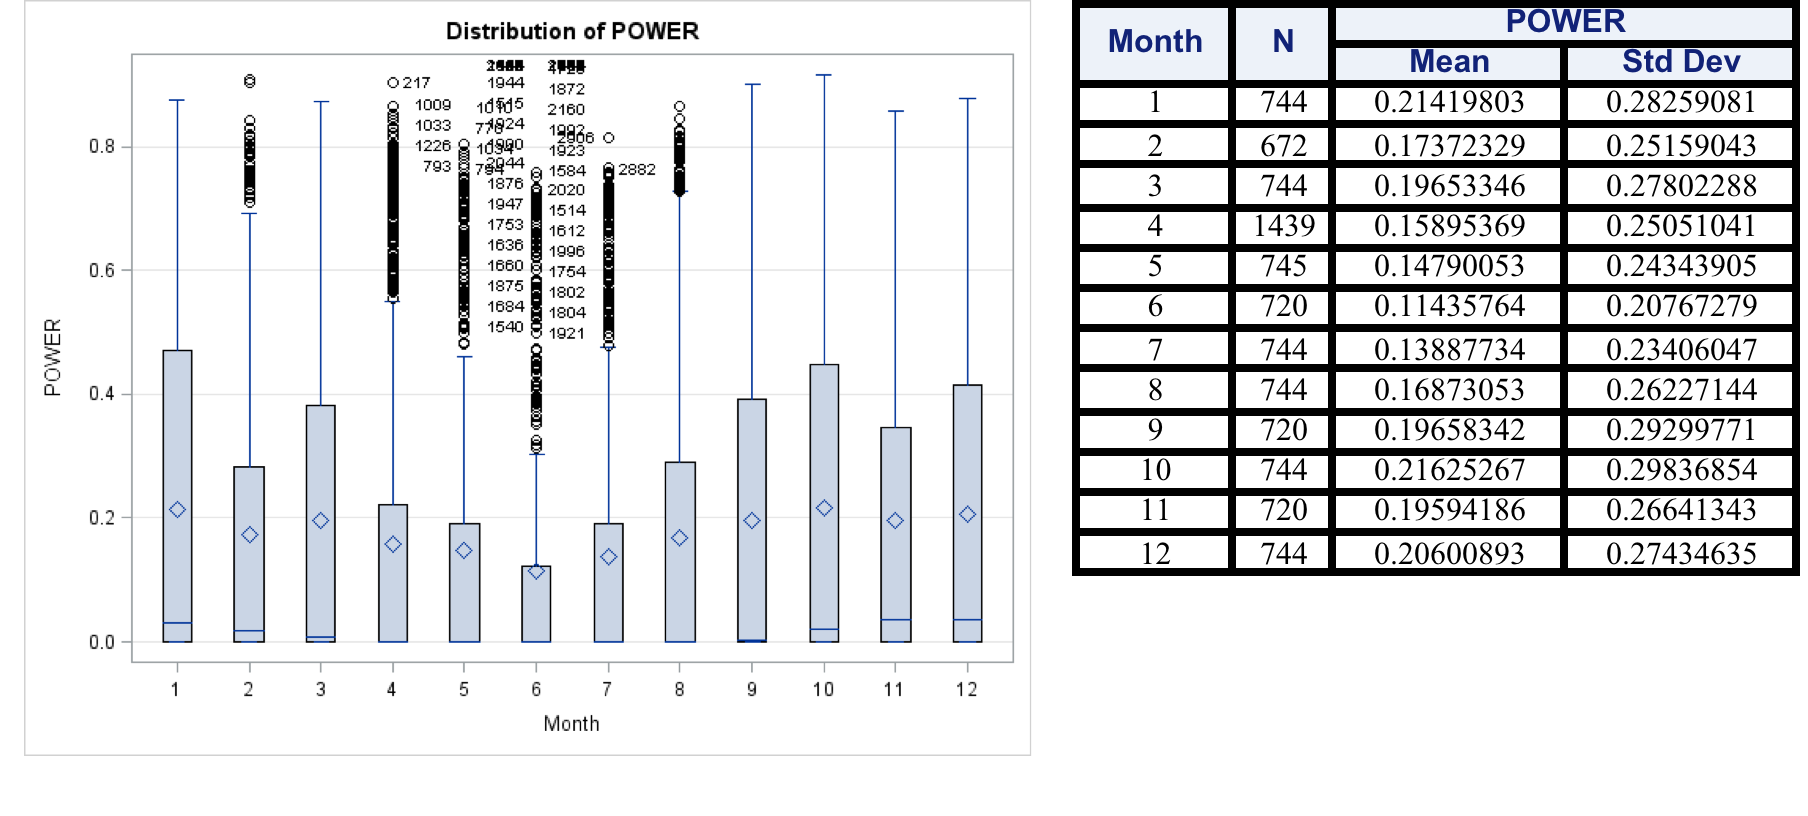 Distribution of POWER
217
1009
1033
1226
793
1944
1515
1924
1900
2044
1876
1947
1753
1636
1660
1875
1684
1540
1872
2160
1992
1923
1584
2020
1514
1612
1996
1754
1802
1804
1921
2906
2882
0.8
0.6
0.4
0.2
0.0
POWER
1 2 3 4 5 6 7 8 9 10 11 12
Month
Month N POWER
Mean Std Dev
1 744 0.21419803 0.28259081
2 672 0.17372329 0.25159043
3 744 0.19653346 0.27802288
4 1439 0.15895369 0.25051041
5 745 0.14790053 0.24343905
6 720 0.11435764 0.20767279
7 744 0.13887734 0.23406047
8 744 0.16873053 0.26227144
9 720 0.19658342 0.29299771
10 744 0.21625267 0.29836854
11 720 0.19594186 0.26641343
12 744 0.20600893 0.27434635